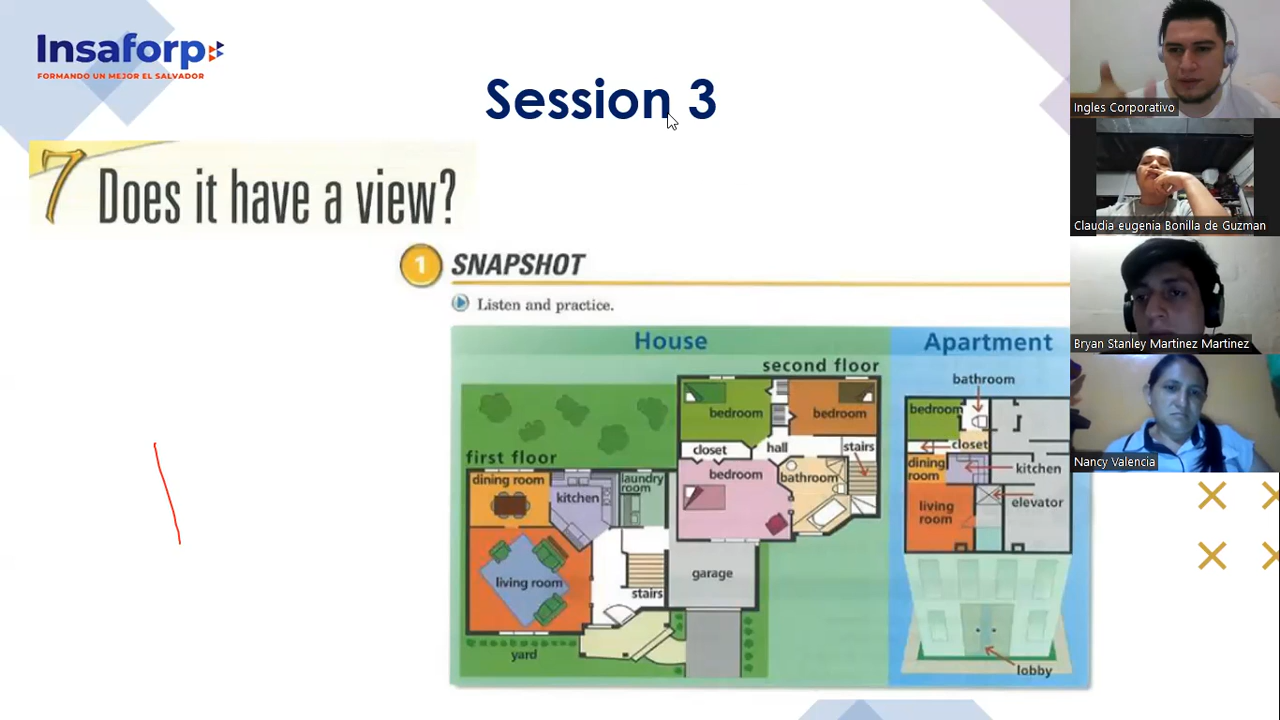 Insaforp
FORMANDO UN MEJOR EL SALVADOR
Session 3
7 Does it have a view?
1 SNAPSHOT
Listen and practice.
House
Apartment
second floor
bathroom
bedroom
bedroom
bedroom
closet
hall
stairs
closet
first floor
dining room
kitchen
laundry
room
bedroom
bathroom
dining
room
kitchen
living
room
elevator
living room
garage
stairs
yard
lobby
Ingles Corporativo
Claudia eugenia Bonilla de Guzman
Bryan Stanley Martinez Martinez
Nancy Valencia